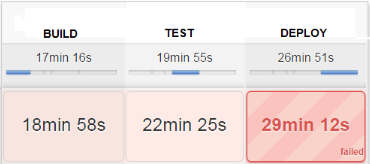 BUILD TEST DEPLOY
17min 16s 19min 55s 26min 51s
18min 58s 22min 25s 29min 12s
failed